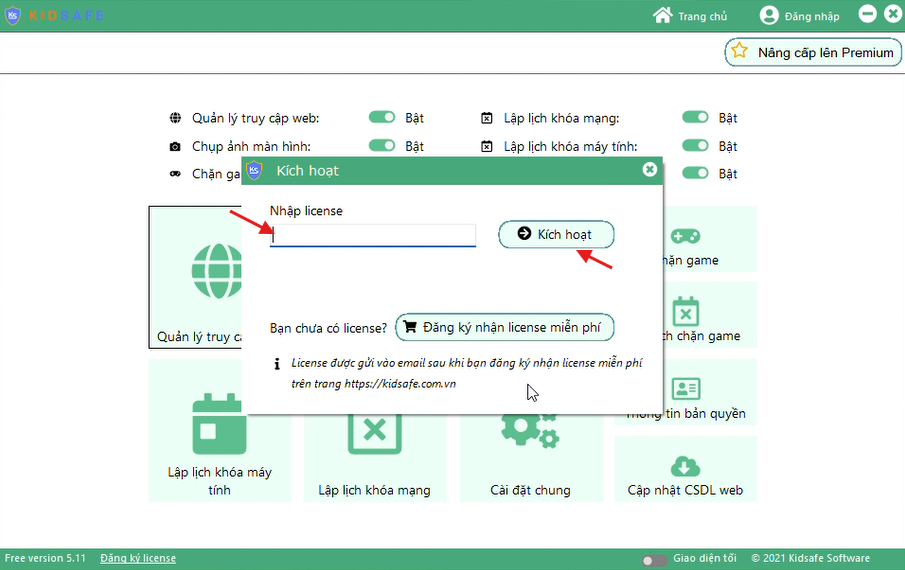 KIDSAFE
Trang chủ
Đăng nhập
Nâng cấp lên Premium
Quản lý truy cập web:
Bật
Lập lịch khóa mạng:
Bật
Chụp ảnh màn hình:
Bật
Lập lịch khóa máy tính:
Bật
Chặn
Bật
Kích hoạt
Nhập license
Kích hoạt
Bạn chưa có license?
Đăng ký nhận license miễn phí
License được gửi vào email sau khi bạn đăng ký nhận license miễn phí
trên trang https://kidsafe.com.vn
Quản lý truy
game
chặn game
Thông tin bản quyền
Lập lịch khóa máy
tính
Lập lịch khóa mạng
Cài đặt chung
Cập nhật CSDL web
Free version 5.11
Đăng ký license
Giao diện tối
© 2021 Kidsafe Software